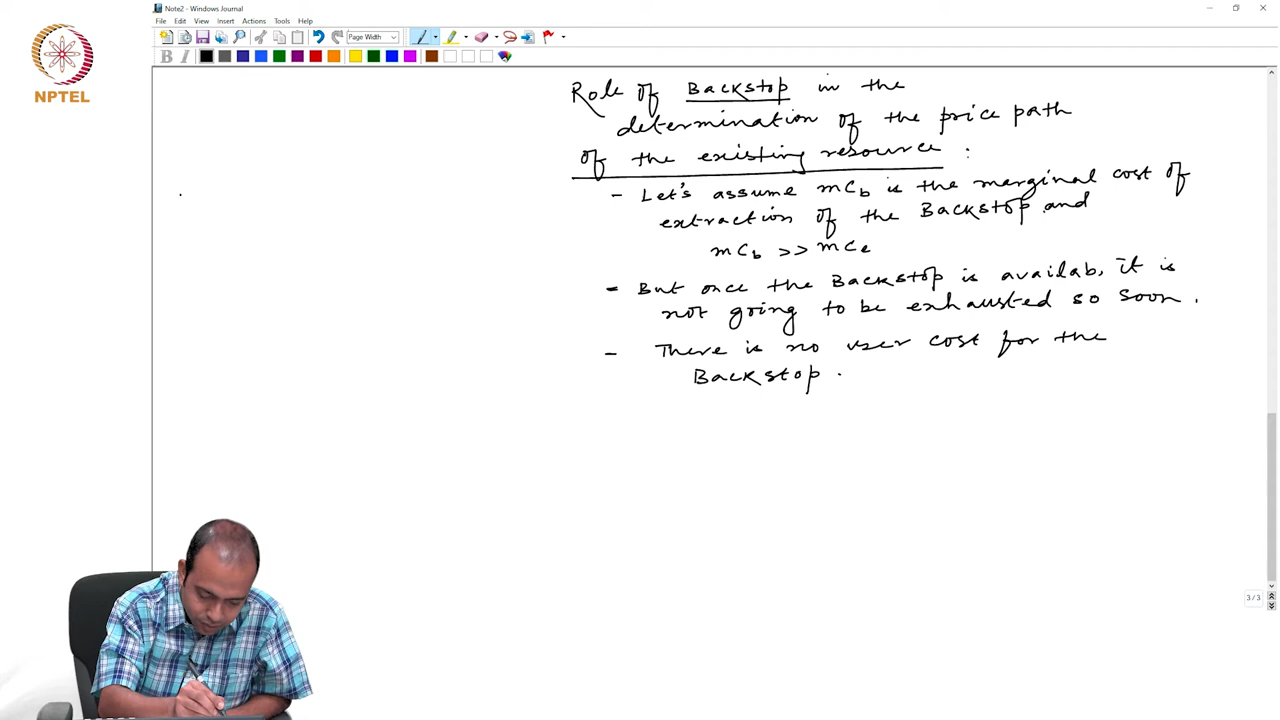 Note2 - Windows Journal
File Edit View Insert Actions Tools Help
Page Width
NPTEL
Role of Backstop in the
determination of the price path
of the existing resource :
- Let's assume MCb is the marginal cost of
extraction of the Backstop and
MCb >> MCe
- But once the Backstop is availab, it is
not going to be exhausted so soon.
- There is no user cost for the
Backstop.
3/3